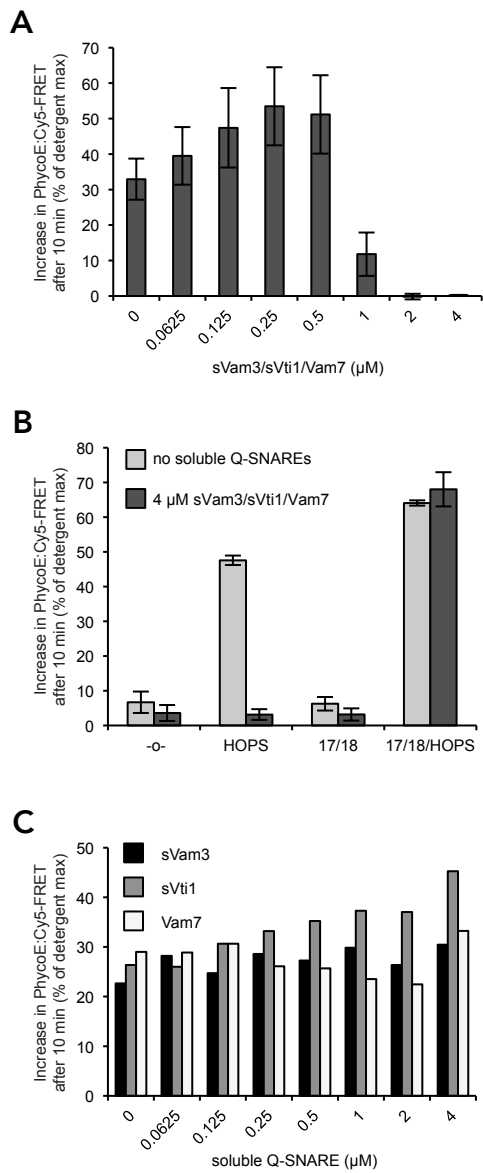 A
Increase in PhycoE:Cy5-FRET
after 10 min (% of detergent max)
70
60
50
40
30
20
10
0
0
0.0625
0.125
0.25
0.5
1
2
4
sVam3/sVti1/Vam7 (µM)
B
Increase in PhycoE:Cy5-FRET
after 10 min (% of detergent max)
80
70
60
50
40
30
20
10
0
no soluble Q-SNAREs
4 µM sVam3/sVti1/Vam7
-o-
HOPS
17/18
17/18/HOPS
C
Increase in PhycoE:Cy5-FRET
after 10 min (% of detergent max)
50
40
30
20
10
0
sVam3
sVti1
Vam7
0
0.0625
0.125
0.25
0.5
1
2
4
soluble Q-SNARE (µM)